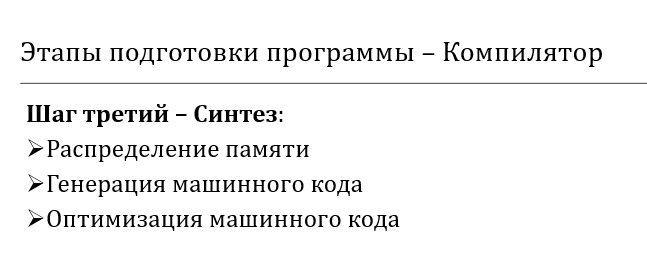 Этапы подготовки программы – Компилятор
Шаг третий – Синтез:
➢Распределение памяти
➢Генерация машинного кода
➢Оптимизация машинного кода